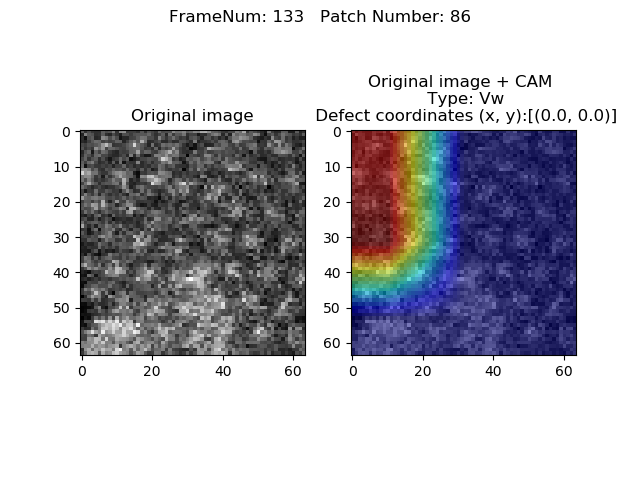 FrameNum: 133   Patch Number: 86
Original image
0
10
20
30
40
50
60
0 20 40 60
Original image + CAM
Type: Vw
Defect coordinates (x, y):[(0.0, 0.0)]
0
10
20
30
40
50
60
0 20 40 60